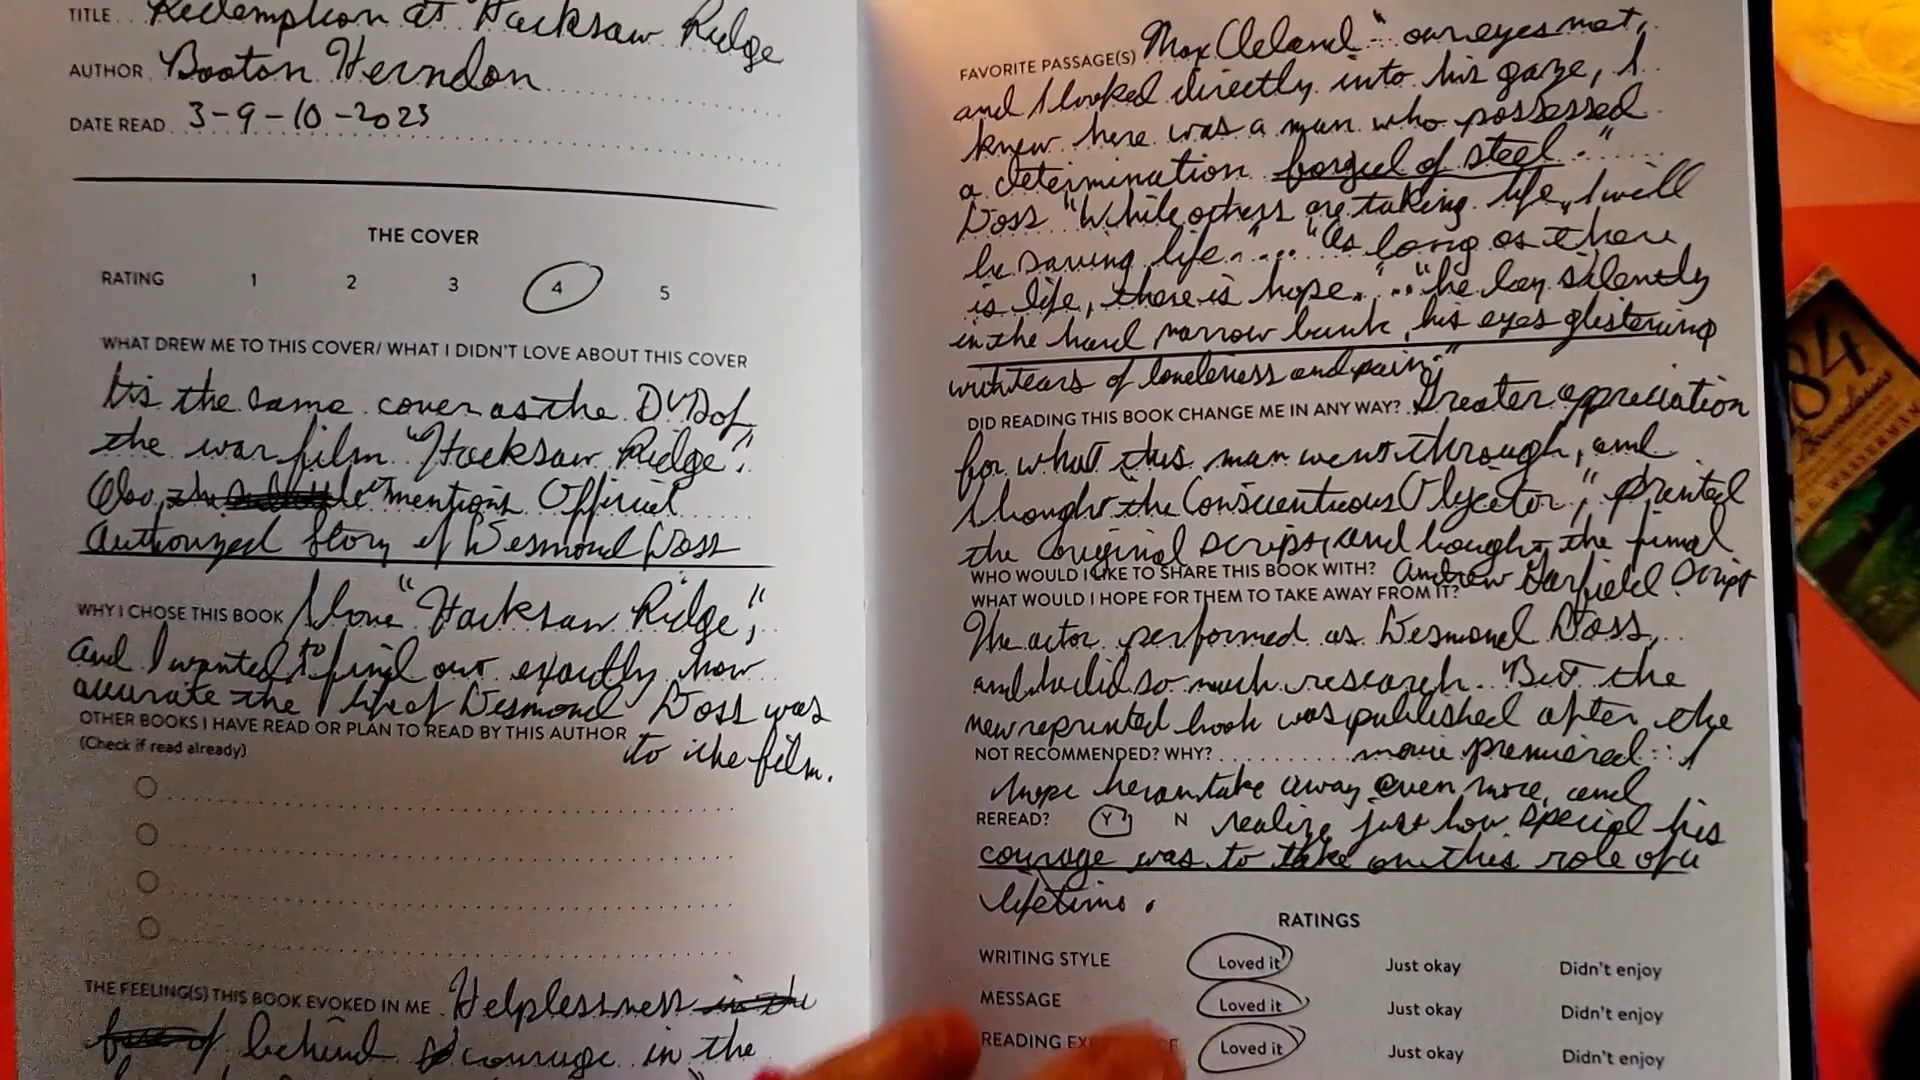 TITLE Redemption at Hacksaw Ridge
AUTHOR Booton Herndon
DATE READ 3-9-10-2023
THE COVER
RATING 1 2 3 4 5
WHAT DREW ME TO THIS COVER/ WHAT I DIDN'T LOVE ABOUT THIS COVER
It's the same cover as the DVD of
the war film "Hacksaw Ridge".
Also, mentions Official
Authorized Story of Desmond Doss
WHY I CHOSE THIS BOOK I love "Hacksaw Ridge",
and I wanted to find out exactly how
accurate the life of Desmond Doss was
to the film.
OTHER BOOKS I HAVE READ OR PLAN TO READ BY THIS AUTHOR
(Check if read already)
THE FEELING(S) THIS BOOK EVOKED IN ME Helplessness in the
behind courage in the
FAVORITE PASSAGE(S) Max Cleland "our eyes met,
and I looked directly into his gaze, I
knew here was a man who possessed
a determination forged of steel."
Doss "While others are taking life, I will
be saving life." ... "As long as there
is life, there is hope." .. "he lay silently
in the hard narrow bunk, his eyes glistening
with tears of loneliness and pain."
DID READING THIS BOOK CHANGE ME IN ANY WAY? Greater appreciation
for what this man went through, and
I bought the "Conscientious Objector," printed
the original script, and bought the final
script
WHO WOULD I LIKE TO SHARE THIS BOOK WITH? Andrew Garfield
WHAT WOULD I HOPE FOR THEM TO TAKE AWAY FROM IT?
The actor performed as Desmond Doss,
and he did so much research. But the
new reprinted book was published after the
movie premiered. I
NOT RECOMMENDED? WHY?
hope he can take away even more, and
REREAD? Y N realize just how special his
courage was to take on this role of a
lifetime.
RATINGS
WRITING STYLE Loved it Just okay Didn't enjoy
MESSAGE Loved it Just okay Didn't enjoy
READING Loved it Just okay Didn't enjoy
84